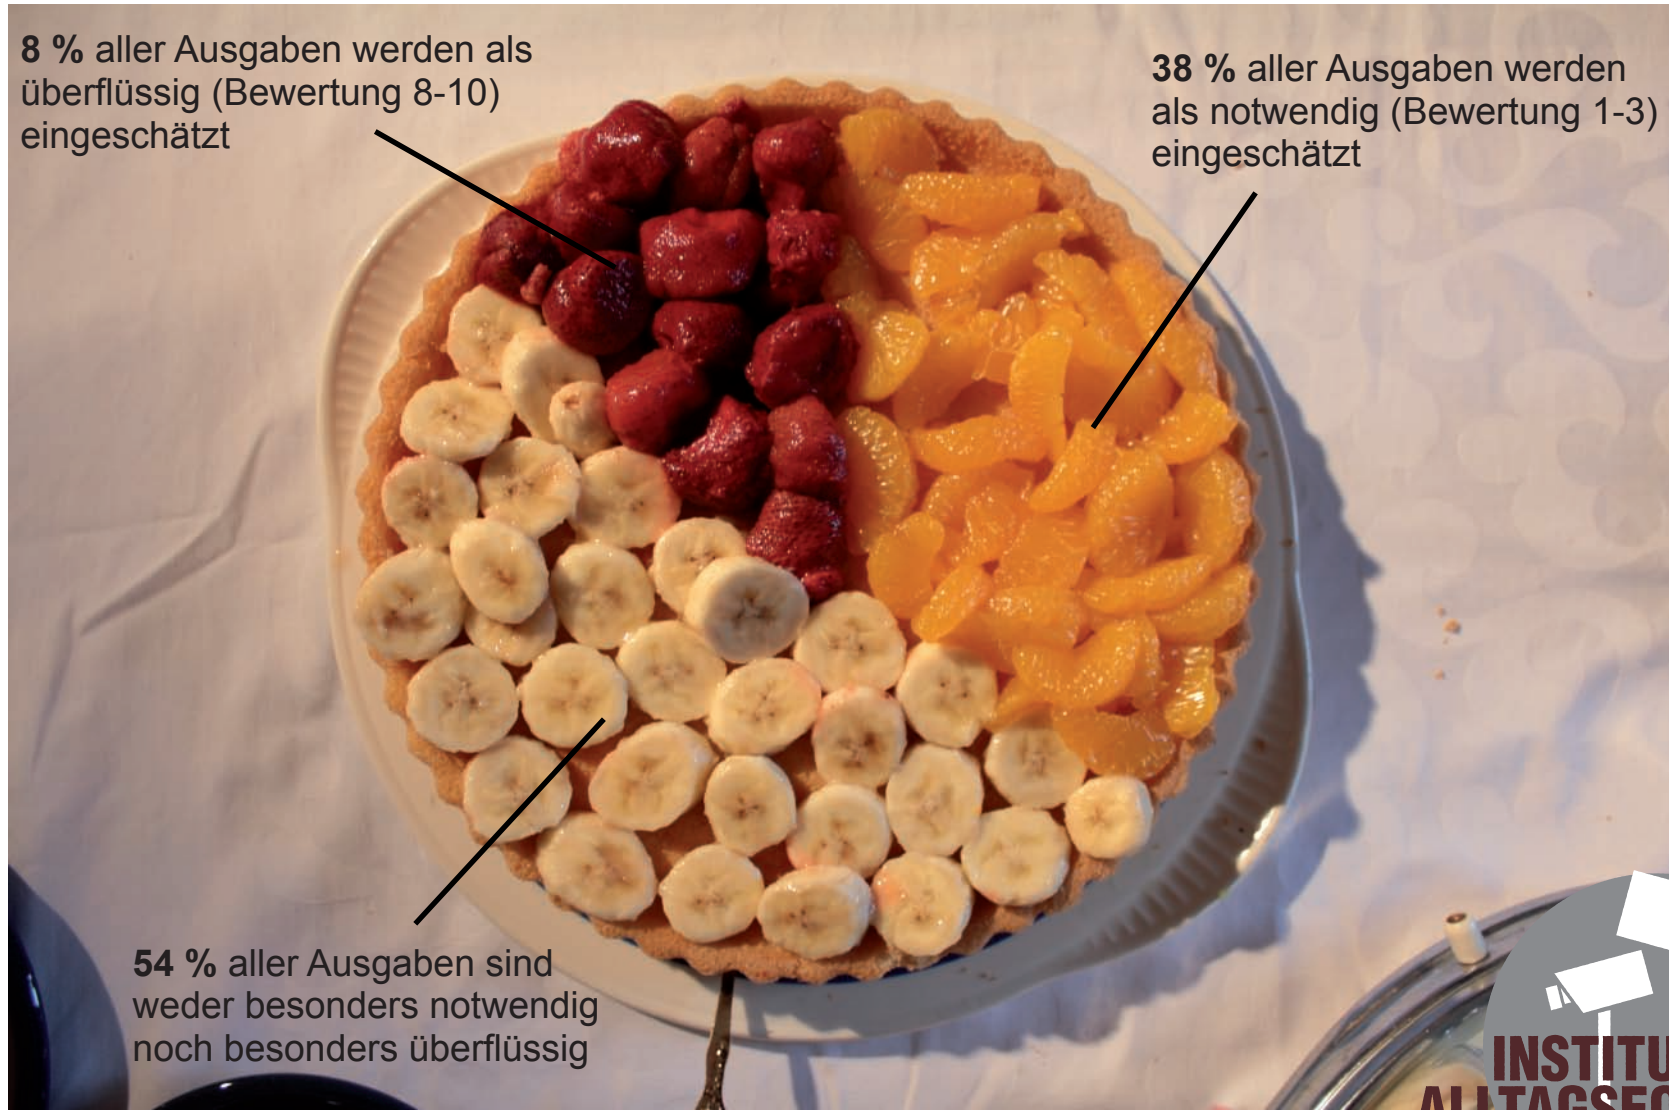 8 % aller Ausgaben werden als
überflüssig (Bewertung 8-10)
eingeschätzt
38 % aller Ausgaben werden
als notwendig (Bewertung 1-3)
eingeschätzt
54 % aller Ausgaben sind
weder besonders notwendig
noch besonders überflüssig